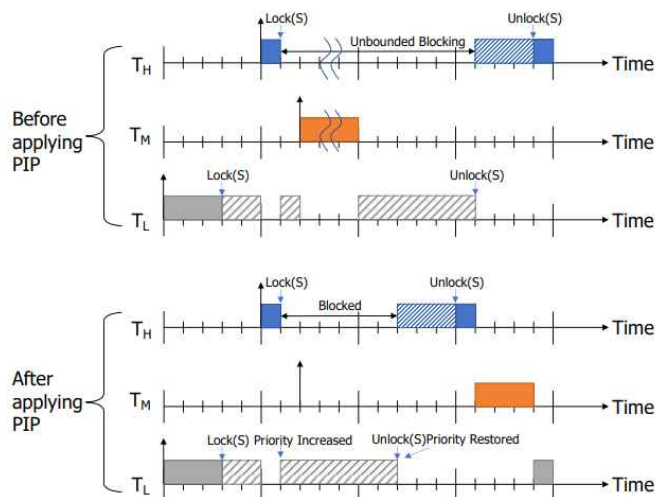 Lock(S)
Unlock(S)
Unbounded Blocking
T_H
Time
Before
applying
PIP
T_M
Time
Lock(S)
Unlock(S)
T_L
Time
Lock(S)
Unlock(S)
Blocked
T_H
Time
After
applying
PIP
T_M
Time
Lock(S) Priority Increased
Unlock(S)Priority Restored
T_L
Time